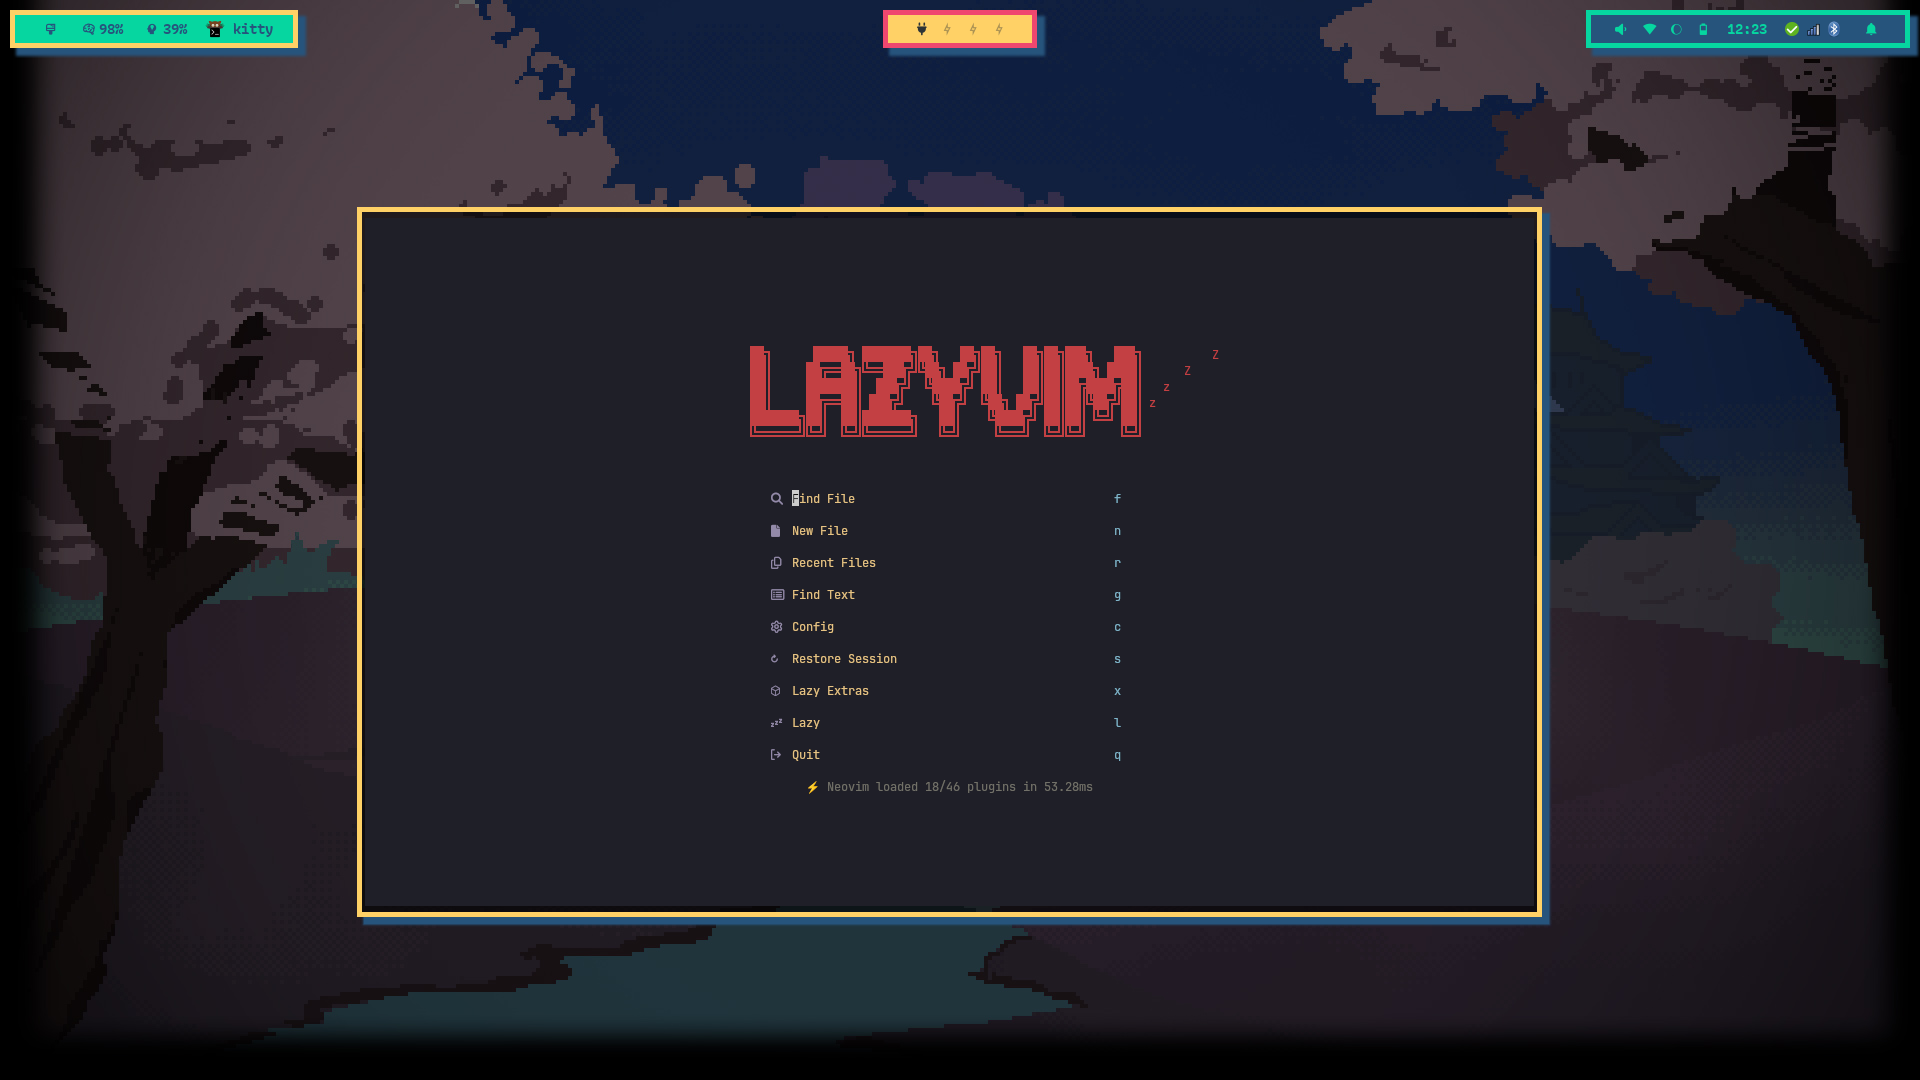 98% 39% kitty
12:23
LAZYVIM
Z
Z
z
z
Find File f
New File n
Recent Files r
Find Text g
Config c
Restore Session s
Lazy Extras x
Lazy l
Quit q
⚡ Neovim loaded 18/46 plugins in 53.28ms